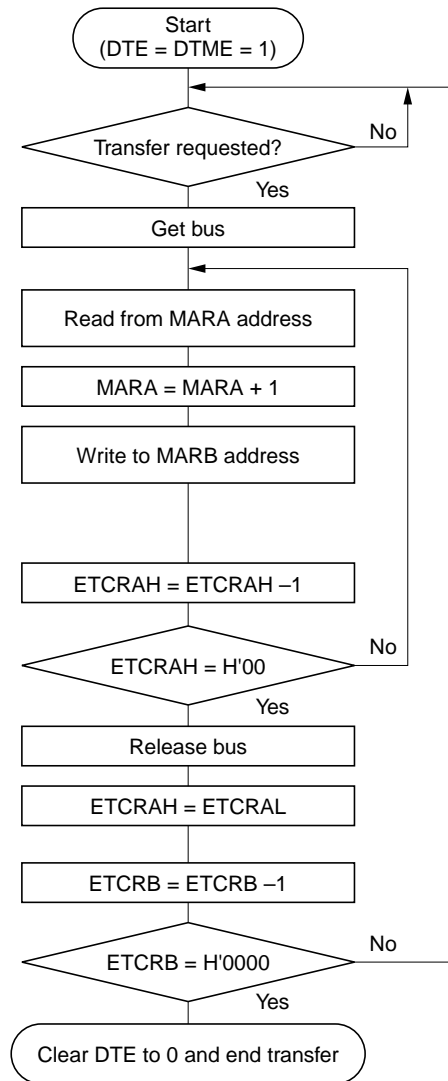 Start
(DTE = DTME = 1)
Transfer requested?
No
Yes
Get bus
Read from MARA address
MARA = MARA + 1
Write to MARB address
ETCRAH = ETCRAH –1
ETCRAH = H'00
No
Yes
Release bus
ETCRAH = ETCRAL
ETCRB = ETCRB –1
ETCRB = H'0000
No
Yes
Clear DTE to 0 and end transfer